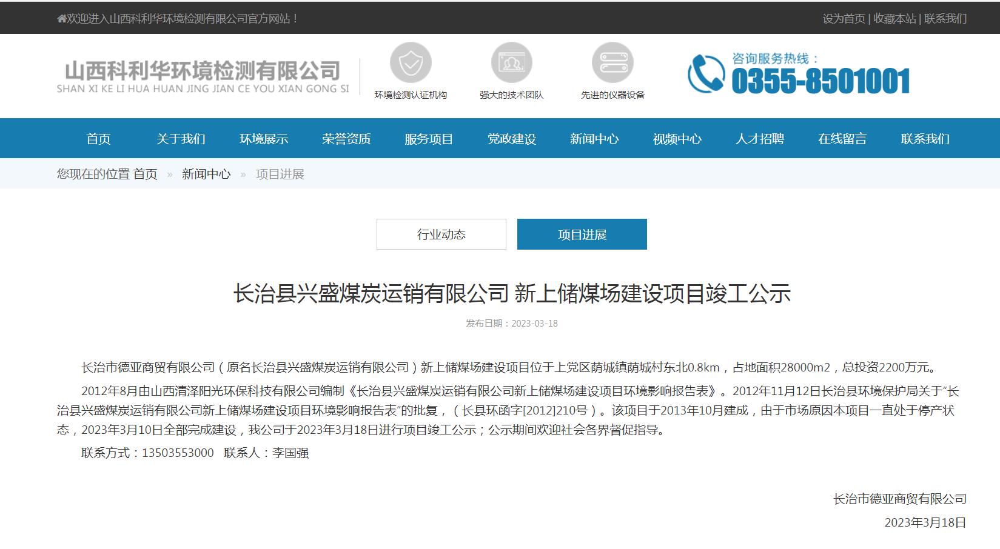 欢迎进入山西科利华环境检测有限公司官方网站！
设为首页 | 收藏本站 | 联系我们
山西科利华环境检测有限公司
SHAN XI KE LI HUA HUAN JING JIAN CE YOU XIAN GONG SI
环境检测认证机构
强大的技术团队
先进的仪器设备
咨询服务热线：
0355-8501001
首页 关于我们 环境展示 荣誉资质 服务项目 党政建设 新闻中心 视频中心 人才招聘 在线留言 联系我们
您现在的位置 首页 » 新闻中心 » 项目进展
行业动态 项目进展
长治县兴盛煤炭运销有限公司 新上储煤场建设项目竣工公示
发布日期：2023-03-18
长治市德亚商贸有限公司（原名长治县兴盛煤炭运销有限公司）新上储煤场建设项目位于上党区荫城镇荫城村东北0.8km，占地面积28000m2，总投资2200万元。
2012年8月由山西清泽阳光环保科技有限公司编制《长治县兴盛煤炭运销有限公司新上储煤场建设项目环境影响报告表》。2012年11月12日长治县环境保护局关于“长
治县兴盛煤炭运销有限公司新上储煤场建设项目环境影响报告表”的批复，（长县环函字[2012]210号）。该项目于2013年10月建成，由于市场原因本项目一直处于停产状
态，2023年3月10日全部完成建设，我公司于2023年3月18日进行项目竣工公示；公示期间欢迎社会各界督促指导。
联系方式：13503553000 联系人：李国强
长治市德亚商贸有限公司
2023年3月18日